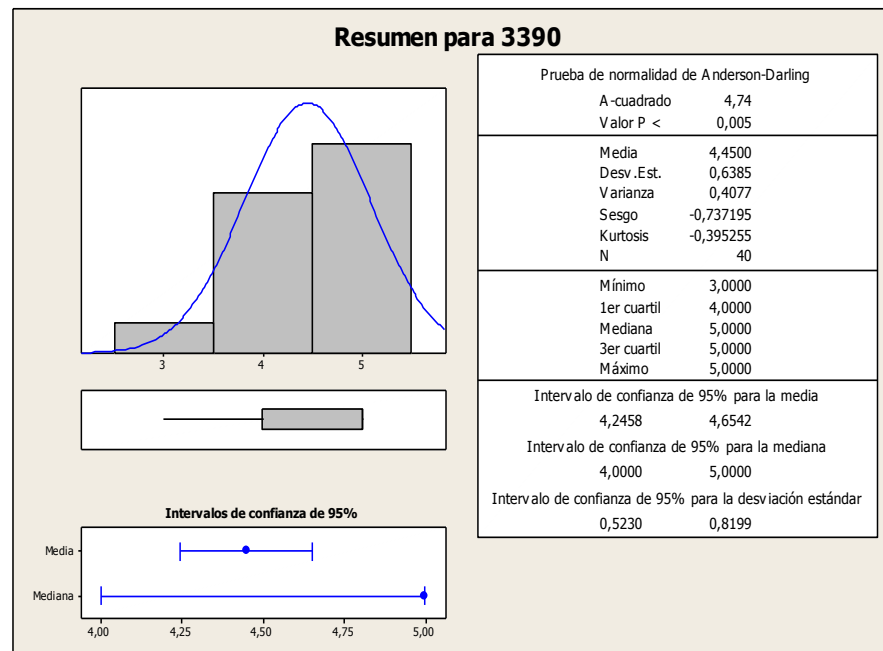 Resumen para 3390
3 4 5
Intervalos de confianza de 95%
Media
Mediana
4,00 4,25 4,50 4,75 5,00
Prueba de normalidad de Anderson-Darling
A-cuadrado 4,74
Valor P < 0,005
Media 4,4500
Desv.Est. 0,6385
Varianza 0,4077
Sesgo -0,737195
Kurtosis -0,395255
N 40
Mínimo 3,0000
1er cuartil 4,0000
Mediana 5,0000
3er cuartil 5,0000
Máximo 5,0000
Intervalo de confianza de 95% para la media
4,2458 4,6542
Intervalo de confianza de 95% para la mediana
4,0000 5,0000
Intervalo de confianza de 95% para la desviación estándar
0,5230 0,8199